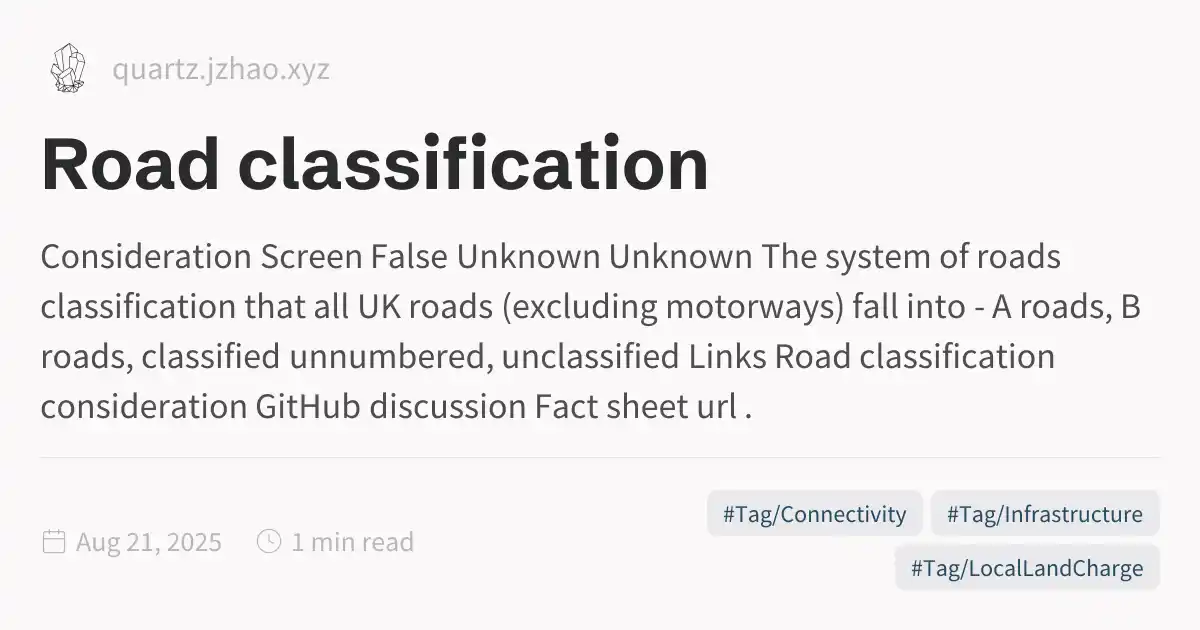 quartz.jzhao.xyz
Road classification
Consideration Screen False Unknown Unknown The system of roads
classification that all UK roads (excluding motorways) fall into - A roads, B
roads, classified unnumbered, unclassified Links Road classification
consideration GitHub discussion Fact sheet url .
#Tag/Connectivity #Tag/Infrastructure
Aug 21, 2025 1 min read
#Tag/LocalLandCharge